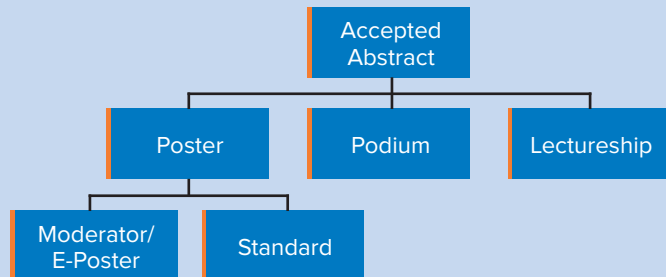 Accepted
Abstract
Poster
Podium
Lectureship
Moderator/
E-Poster
Standard